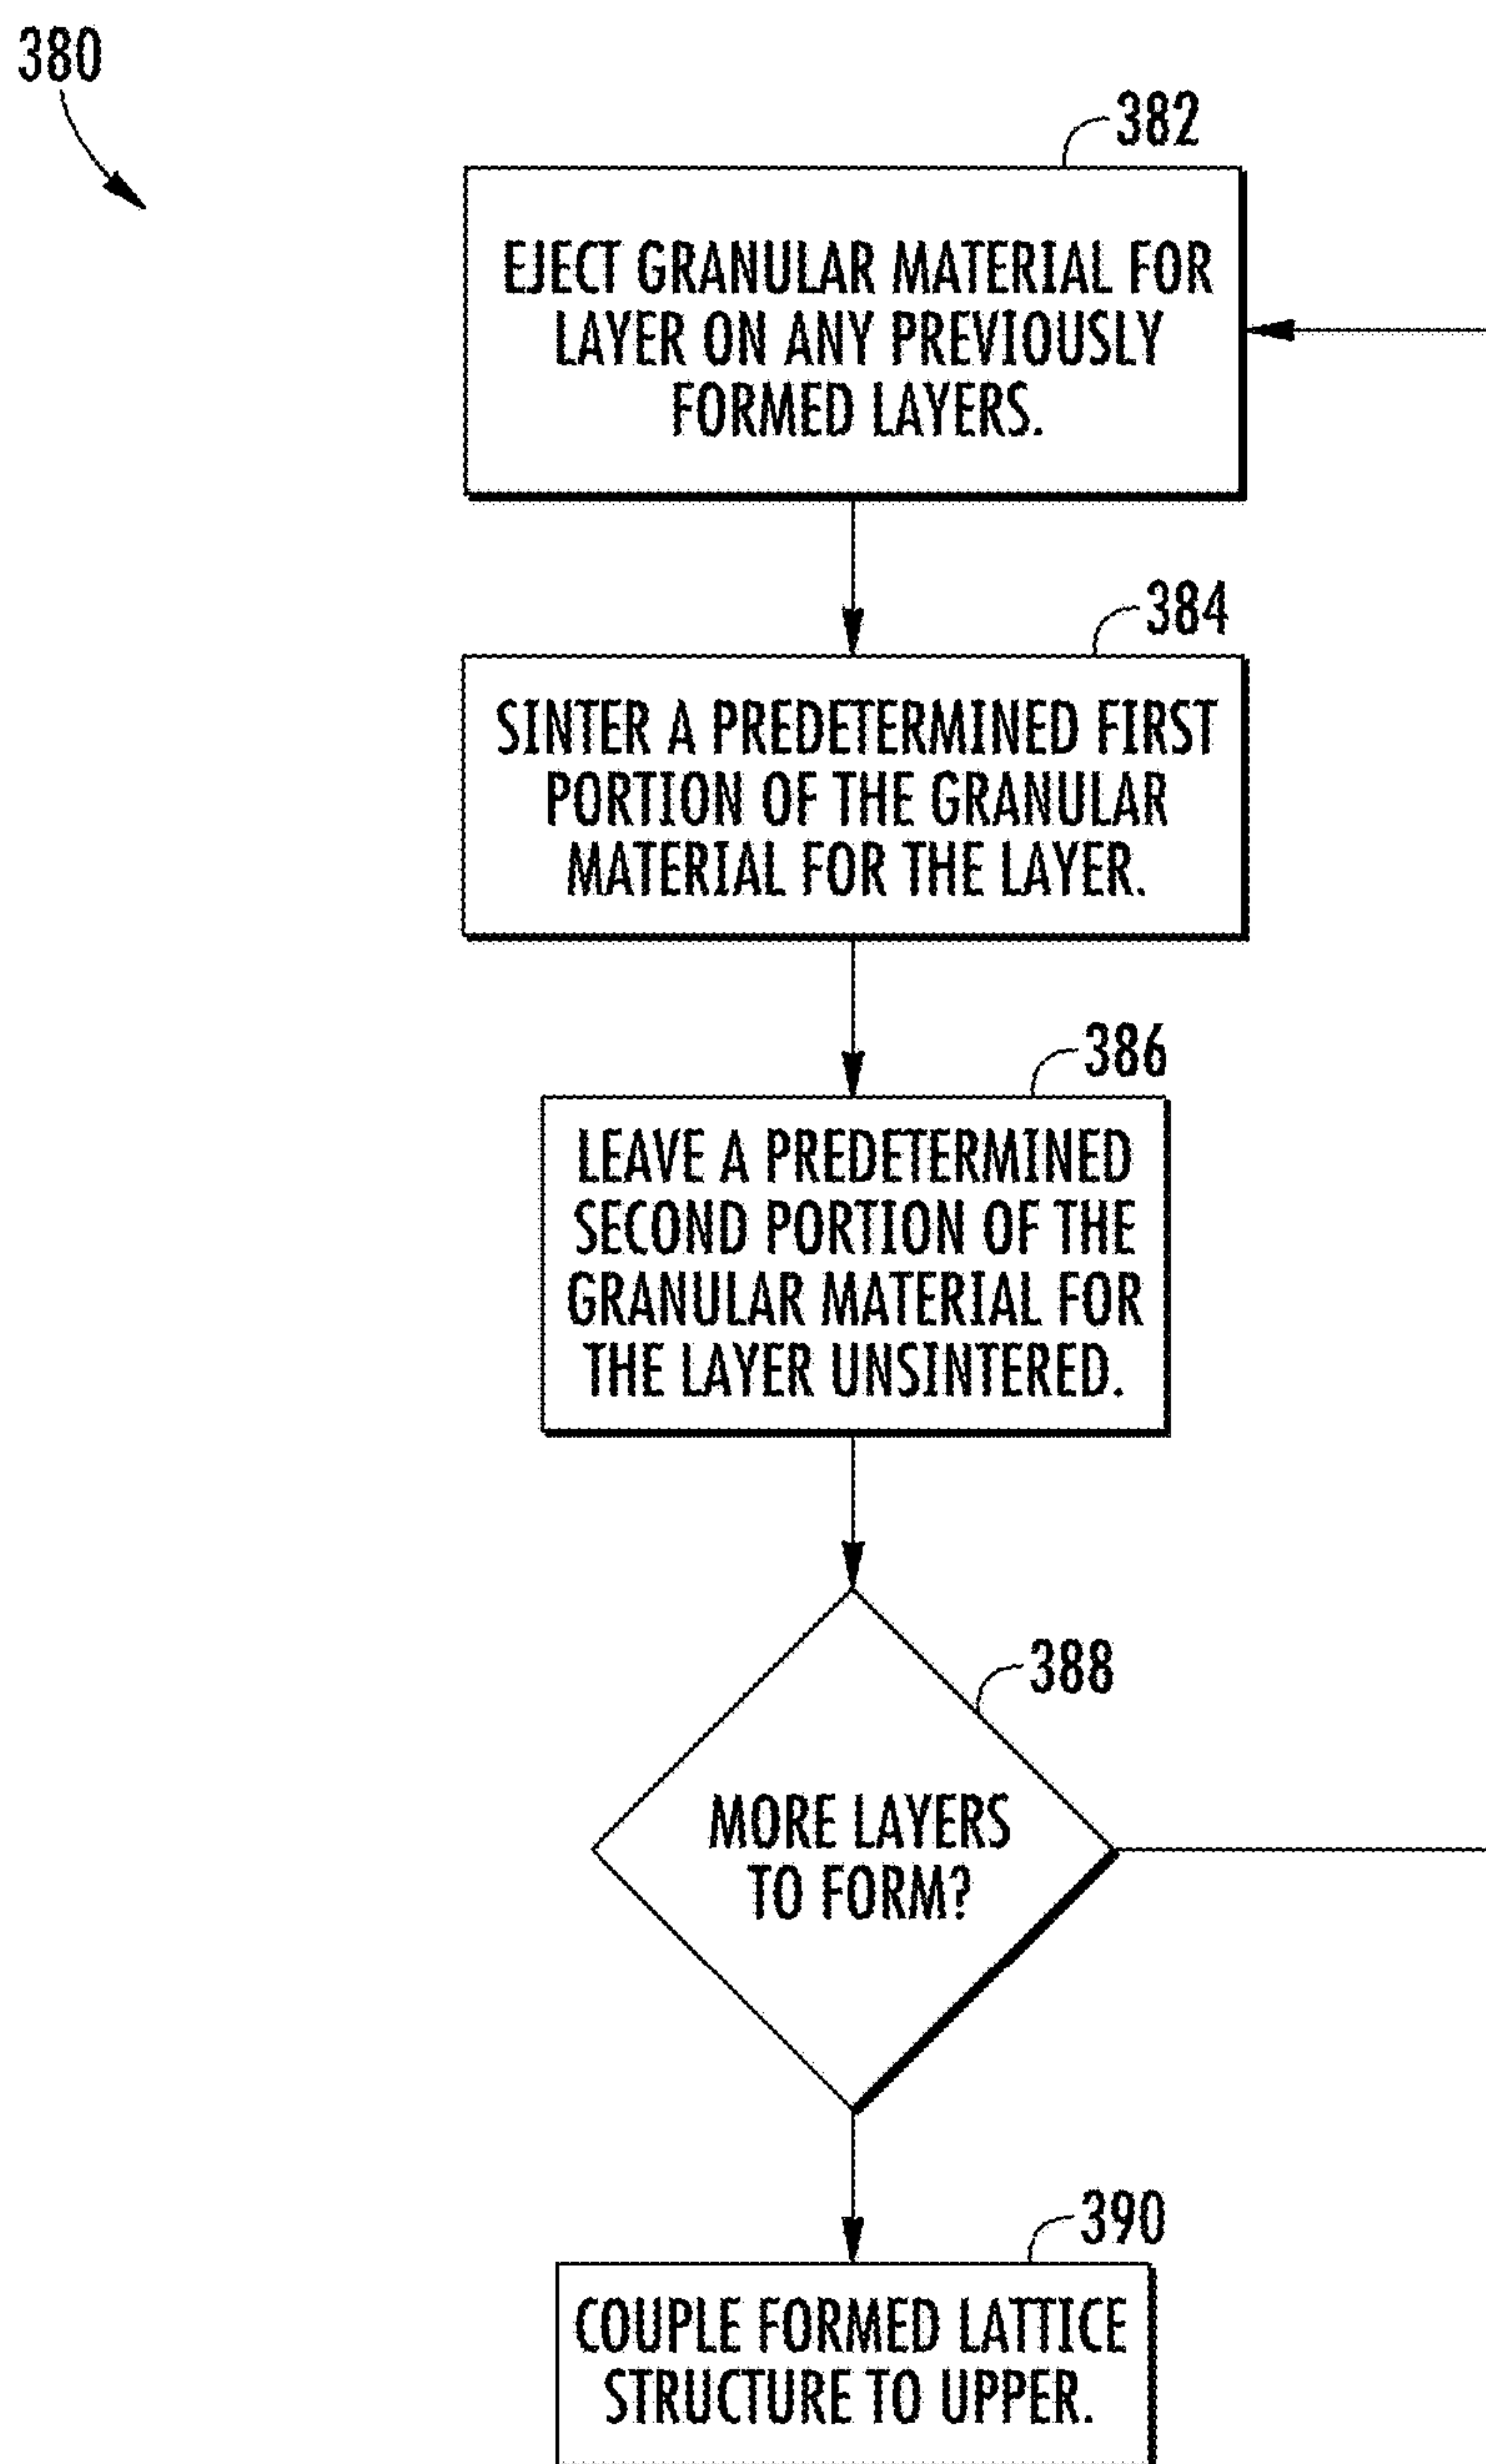 380
382
EJECT GRANULAR MATERIAL FOR
LAYER ON ANY PREVIOUSLY
FORMED LAYERS.
384
SINTER A PREDETERMINED FIRST
PORTION OF THE GRANULAR
MATERIAL FOR THE LAYER.
386
LEAVE A PREDETERMINED
SECOND PORTION OF THE
GRANULAR MATERIAL FOR
THE LAYER UNSINTERED.
388
MORE LAYERS
TO FORM?
390
COUPLE FORMED LATTICE
STRUCTURE TO UPPER.